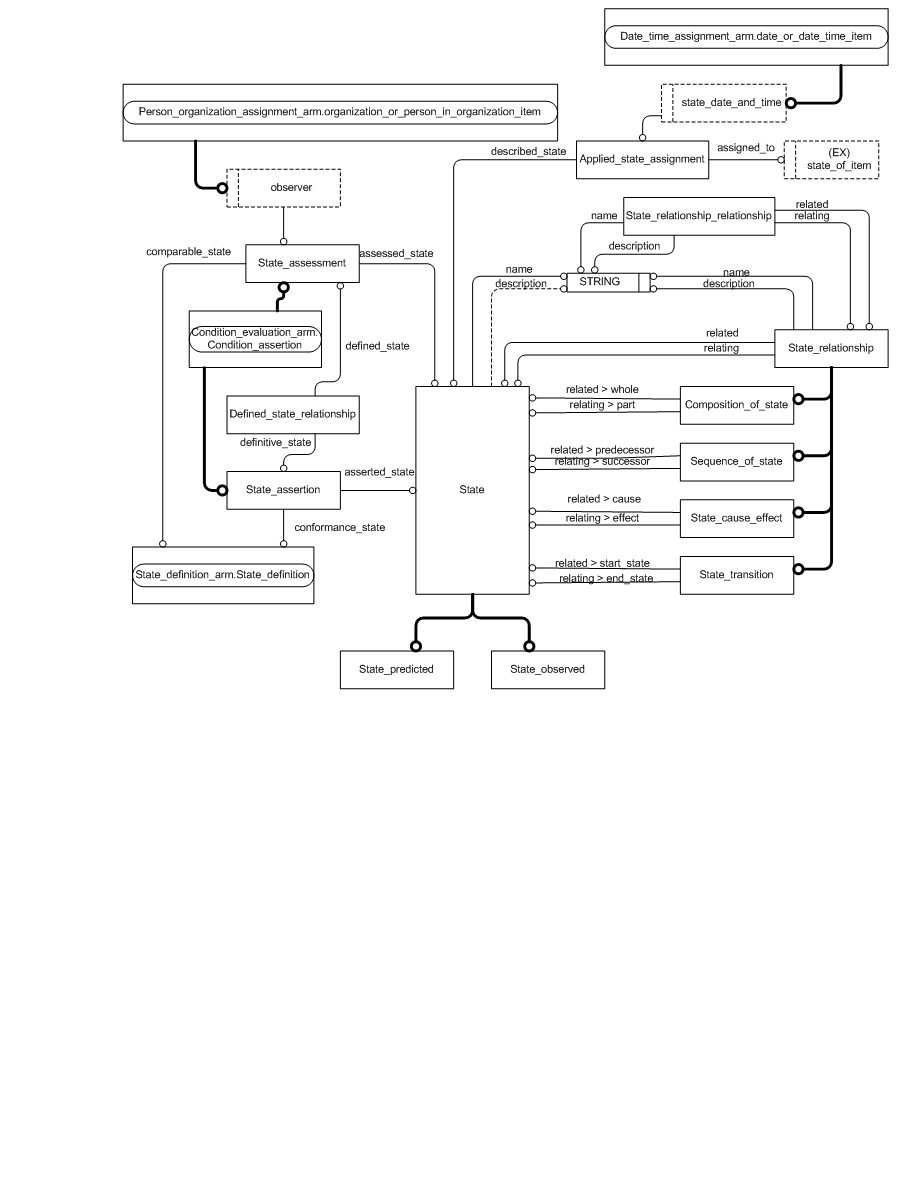 Date_time_assignment_arm.date_or_date_time_item
state_date_and_time
Person_organization_assignment_arm.organization_or_person_in_organization_item
described_state
Applied_state_assignment
assigned_to
(EX)
state_of_item
observer
related
relating
name
State_relationship_relationship
description
comparable_state
State_assessment
assessed_state
name
description
STRING
name
description
Condition_evaluation_arm.
Condition_assertion
defined_state
related
relating
State_relationship
related > whole
relating > part
Composition_of_state
Defined_state_relationship
definitive_state
related > predecessor
relating > successor
Sequence_of_state
asserted_state
State_assertion
State
related > cause
relating > effect
State_cause_effect
conformance_state
related > start_state
relating > end_state
State_transition
State_definition_arm.State_definition
State_predicted
State_observed